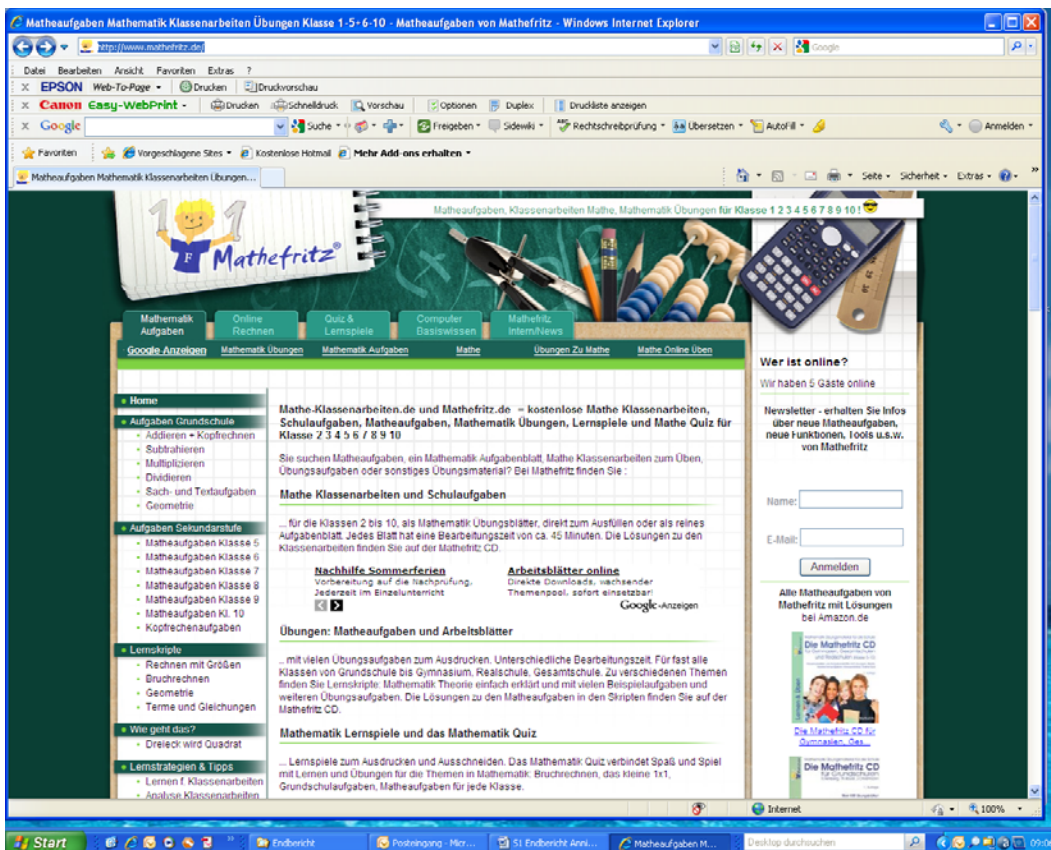 Matheaufgaben Mathematik Klassenarbeiten Übungen Klasse 1-5+6-10 - Matheaufgaben von Mathefritz - Windows Internet Explorer
http://www.mathefritz.de/
Google
Datei Bearbeiten Ansicht Favoriten Extras ?
X EPSON Web-To-Page Drucken Druckvorschau
X Canon Easy-WebPrint Drucken Schnelldruck Vorschau Optionen Duplex Druckliste anzeigen
X Google Suche Freigeben Sidewiki Rechtschreibprüfung Übersetzen AutoFill Anmelden
Favoriten Vorgeschlagene Sites Kostenlose Hotmail Mehr Add-ons erhalten
Matheaufgaben Mathematik Klassenarbeiten Übungen... Seite Sicherheit Extras
Matheaufgaben, Klassenarbeiten Mathe, Mathematik Übungen für Klasse 1 2 3 4 5 6 7 8 9 10!
1 1
F Mathefritz®
Mathematik Aufgaben
Online Rechnen
Quiz & Lernspiele
Computer Basiswissen
Mathefritz Intern/News
Google Anzeigen Mathematik Übungen Mathematik Aufgaben Mathe Übungen Zu Mathe Mathe Online Üben
Home
Aufgaben Grundschule
Addieren + Kopfrechnen
Subtrahieren
Multiplizieren
Dividieren
Sach- und Textaufgaben
Geometrie
Aufgaben Sekundarstufe
Matheaufgaben Klasse 5
Matheaufgaben Klasse 6
Matheaufgaben Klasse 7
Matheaufgaben Klasse 8
Matheaufgaben Klasse 9
Matheaufgaben Kl. 10
Kopfrechenaufgaben
Lernskripte
Rechnen mit Größen
Bruchrechnen
Geometrie
Terme und Gleichungen
Wie geht das?
Dreieck wird Quadrat
Lernstrategien & Tipps
Lernen f. Klassenarbeiten
Analyse Klassenarbeiten
Mathe-Klassenarbeiten.de und Mathefritz.de = kostenlose Mathe Klassenarbeiten,
Schulaufgaben, Matheaufgaben, Mathematik Übungen, Lernspiele und Mathe Quiz für
Klasse 2 3 4 5 6 7 8 9 10
Sie suchen Matheaufgaben, ein Mathematik Aufgabenblatt, Mathe Klassenarbeiten zum Üben,
Übungsaufgaben oder sonstiges Übungsmaterial? Bei Mathefritz finden Sie :
Mathe Klassenarbeiten und Schulaufgaben
... für die Klassen 2 bis 10, als Mathematik Übungsblätter, direkt zum Ausfüllen oder als reines
Aufgabenblatt. Jedes Blatt hat eine Bearbeitungszeit von ca. 45 Minuten. Die Lösungen zu den
Klassenarbeiten finden Sie auf der Mathefritz CD.
Nachhilfe Sommerferien
Vorbereitung auf die Nachprüfung.
Jederzeit im Einzelunterricht
Arbeitsblätter online
Direkte Downloads, wachsender
Themenpool, sofort einsetzbar!
Google-Anzeigen
Übungen: Matheaufgaben und Arbeitsblätter
... mit vielen Übungsaufgaben zum Ausdrucken. Unterschiedliche Bearbeitungszeit. Für fast alle
Klassen von Grundschule bis Gymnasium, Realschule, Gesamtschule. Zu verschiedenen Themen
finden Sie Lernskripte: Mathematik Theorie einfach erklärt und mit vielen Beispielaufgaben und
weiteren Übungsaufgaben. Die Lösungen zu den Matheaufgaben in den Skripten finden Sie auf der
Mathefritz CD.
Mathematik Lernspiele und das Mathematik Quiz
... Lernspiele zum Ausdrucken und Ausschneiden. Das Mathematik Quiz verbindet Spaß und Spiel
mit Lernen und Übungen für die Themen in Mathematik: Bruchrechnen, das kleine 1x1,
Grundschulaufgaben, Matheaufgaben für jede Klasse.
Wer ist online?
Wir haben 5 Gäste online
Newsletter - erhalten Sie Infos
über neue Matheaufgaben,
neue Funktionen, Tools u.s.w.
von Mathefritz
Name:
E-Mail:
Anmelden
Alle Matheaufgaben von
Mathefritz mit Lösungen
bei Amazon.de
Die Mathefritz CD
Die Mathefritz CD für
Gymnasien, Ges...
Die Mathefritz CD
Internet 100%
Start Endbericht Posteingang - Micr... S1 Endbericht Anni... Matheaufgaben M... Desktop durchsuchen